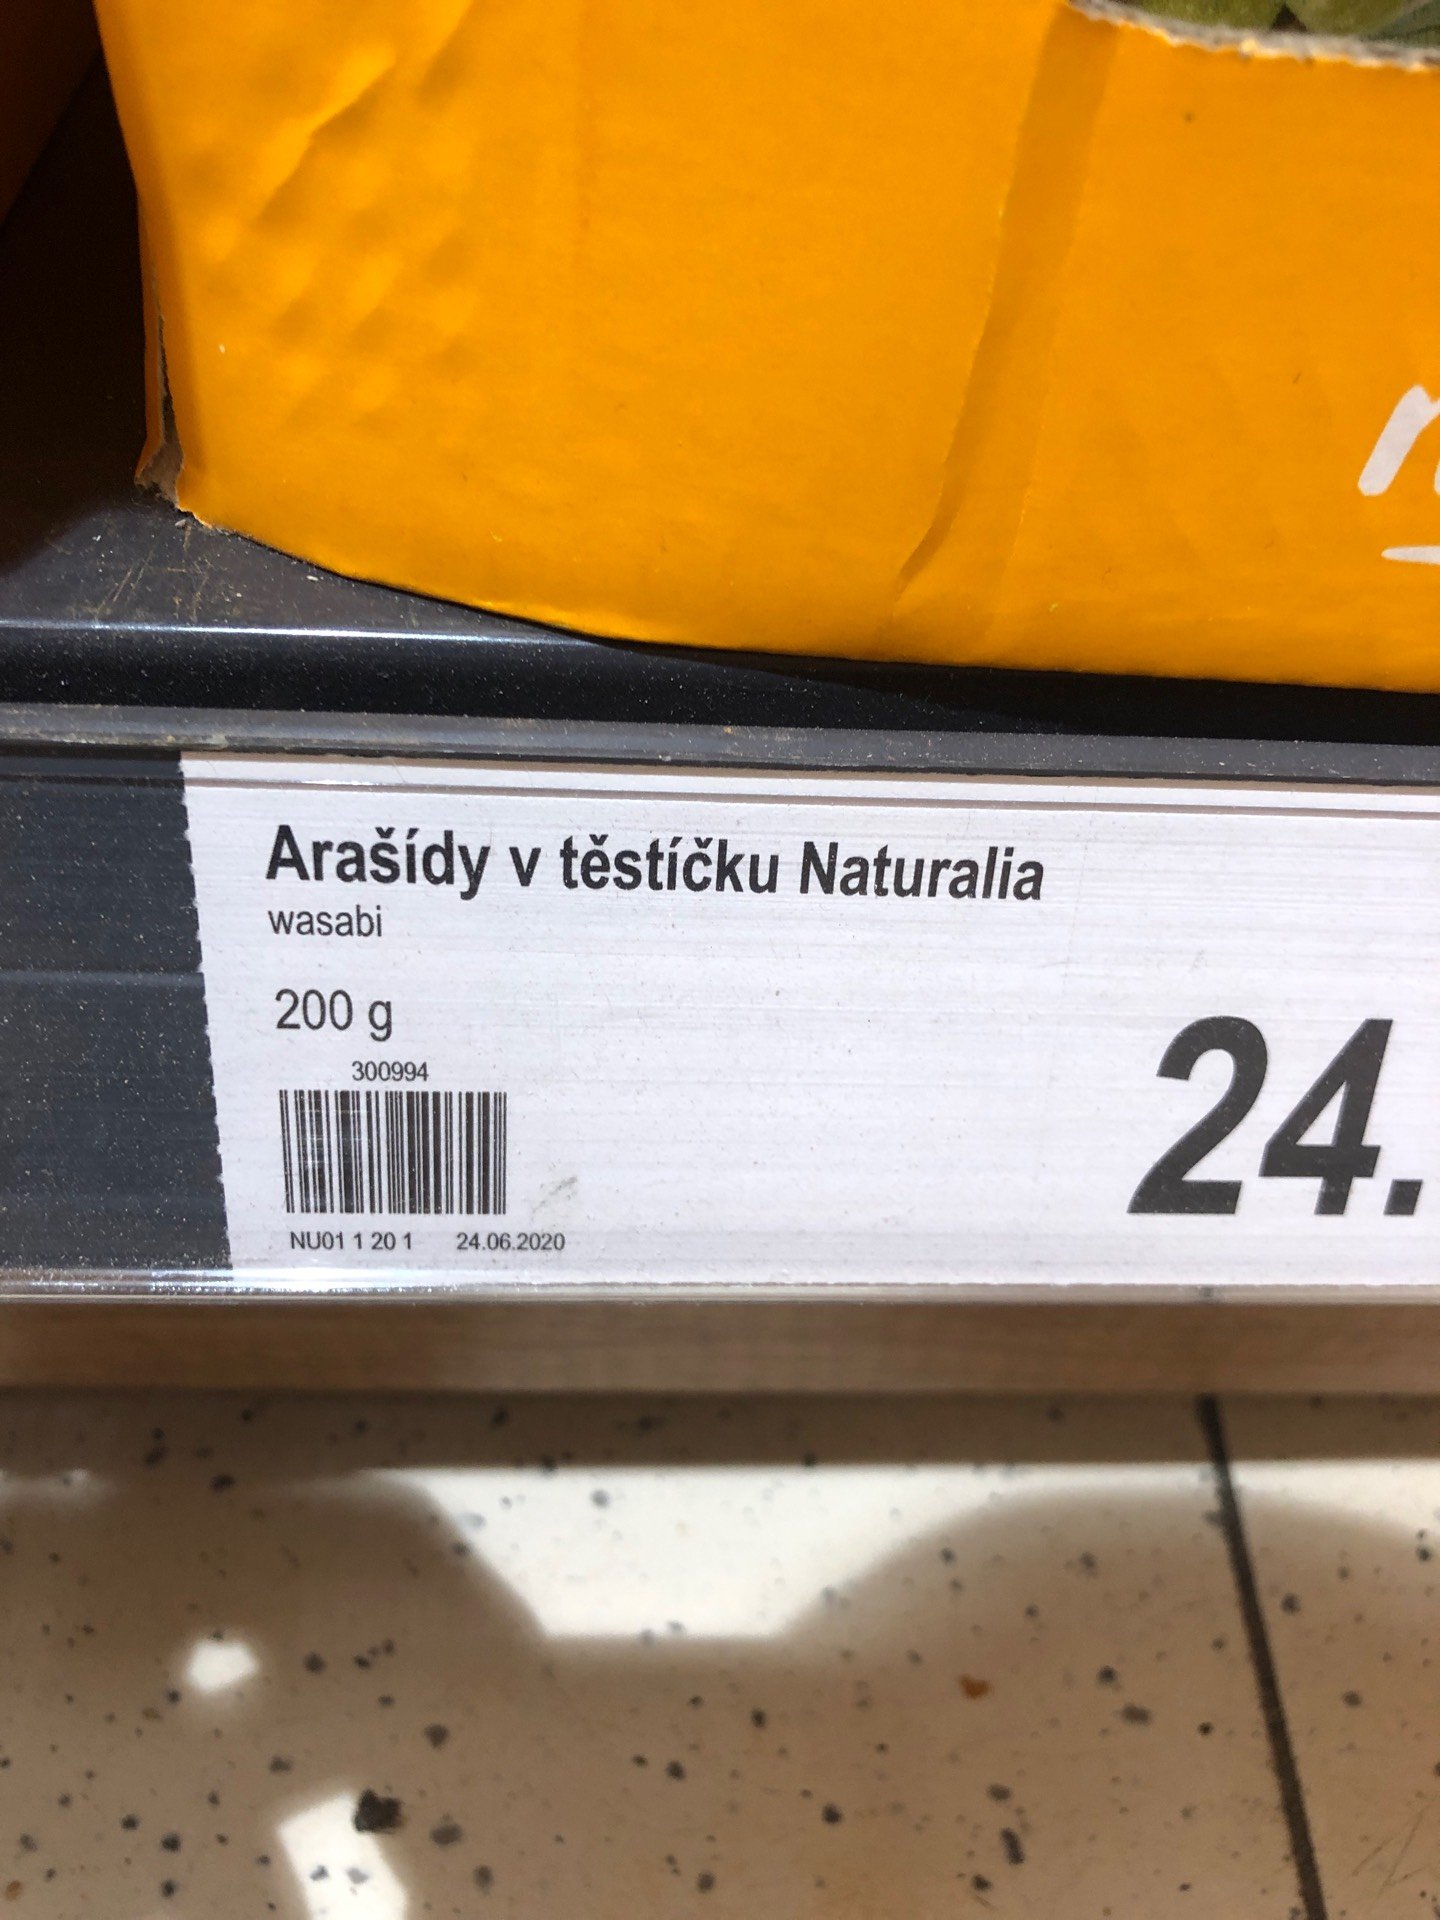 Arašídy v těstíčku Naturalia
wasabi
200 g
300994
24.
NU01 1 20 1 24.06.2020